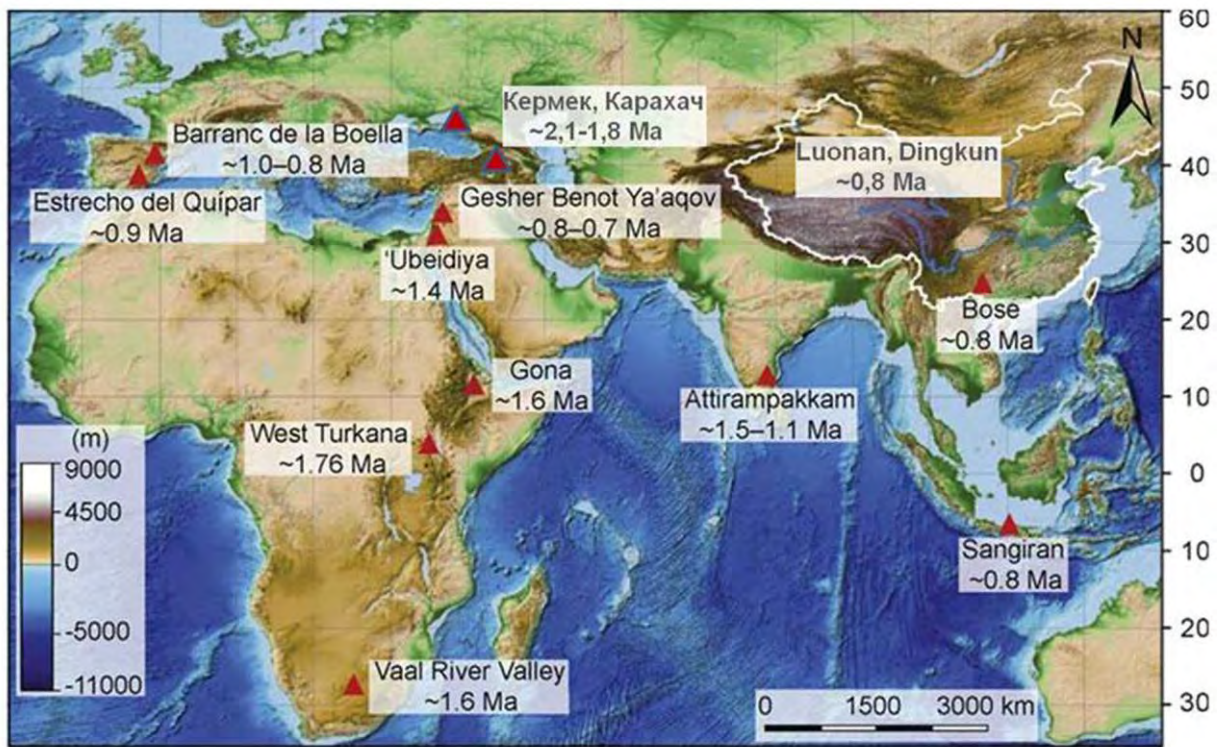 60
N
50
Кермек, Карахач
~2,1-1,8 Ma
Barranc de la Boella
~1.0–0.8 Ma
Luonan, Dingkun
~0,8 Ma
40
Estrecho del Quípar
~0.9 Ma
Gesher Benot Ya'aqov
~0.8–0.7 Ma
30
'Ubeidiya
~1.4 Ma
Bose
~0.8 Ma
20
Gona
~1.6 Ma
Attirampakkam
~1.5–1.1 Ma
10
West Turkana
~1.76 Ma
(m)
9000
4500
0
-5000
-11000
0
Sangiran
~0.8 Ma
10
20
Vaal River Valley
~1.6 Ma
0 1500 3000 km
30